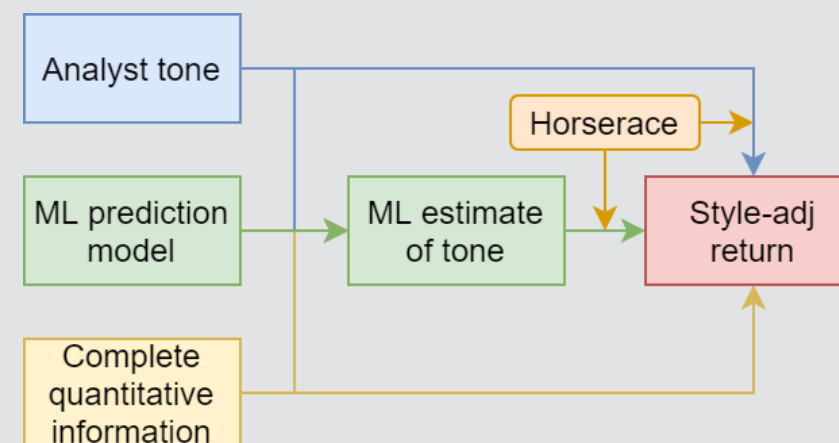 Analyst tone
Horserace
ML prediction
model
ML estimate
of tone
Style-adj
return
Complete
quantitative
information